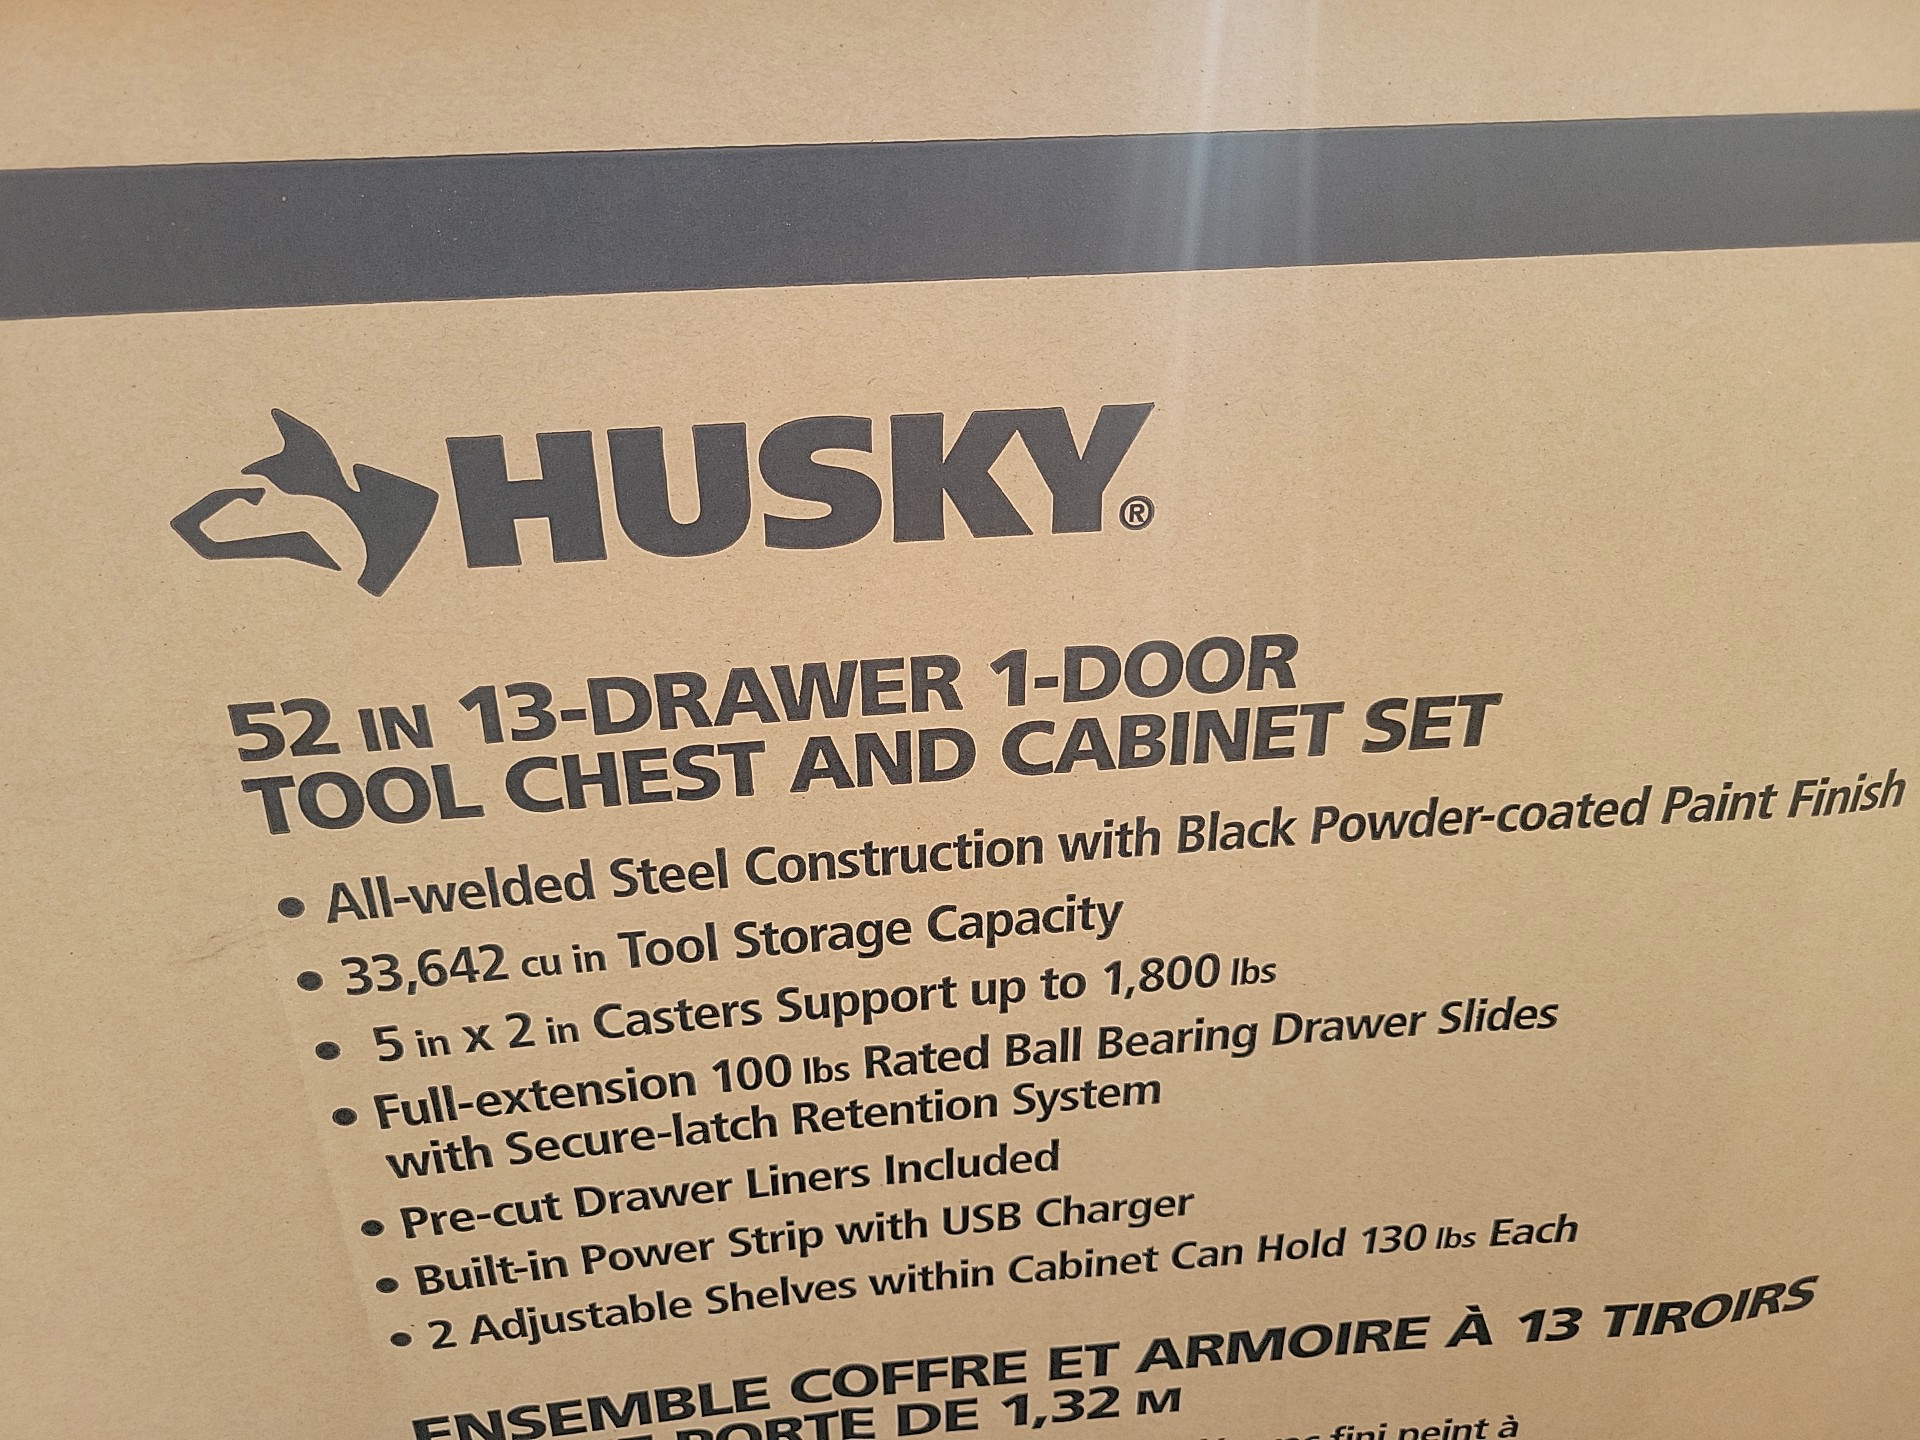 HUSKY®
52 IN 13-DRAWER 1-DOOR
TOOL CHEST AND CABINET SET
• All-welded Steel Construction with Black Powder-coated Paint Finish
• 33,642 cu in Tool Storage Capacity
• 5 in x 2 in Casters Support up to 1,800 lbs
• Full-extension 100 lbs Rated Ball Bearing Drawer Slides
with Secure-latch Retention System
• Pre-cut Drawer Liners Included
• Built-in Power Strip with USB Charger
• 2 Adjustable Shelves within Cabinet Can Hold 130 lbs Each
ENSEMBLE COFFRE ET ARMOIRE À 13 TIROIRS
PORTE DE 1,32 M
fini peint à